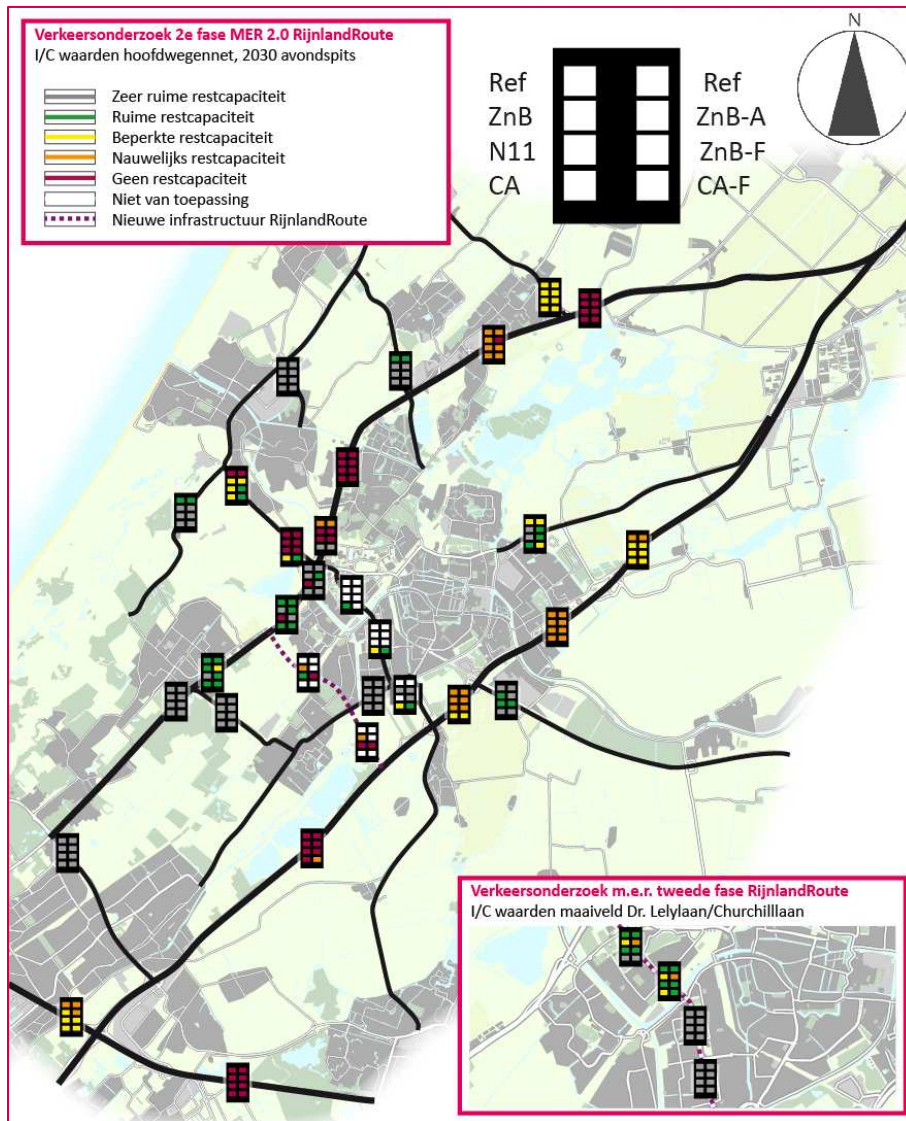 Verkeersonderzoek 2e fase MER 2.0 RijnlandRoute
I/C waarden hoofdwegennet, 2030 avondspits
Zeer ruime restcapaciteit
Ruime restcapaciteit
Beperkte restcapaciteit
Nauwelijks restcapaciteit
Geen restcapaciteit
Niet van toepassing
Nieuwe infrastructuur RijnlandRoute
Ref Ref
ZnB ZnB-A
N11 ZnB-F
CA CA-F
N
Verkeersonderzoek m.e.r. tweede fase RijnlandRoute
I/C waarden maaiveld Dr. Lelylaan/Churchilllaan